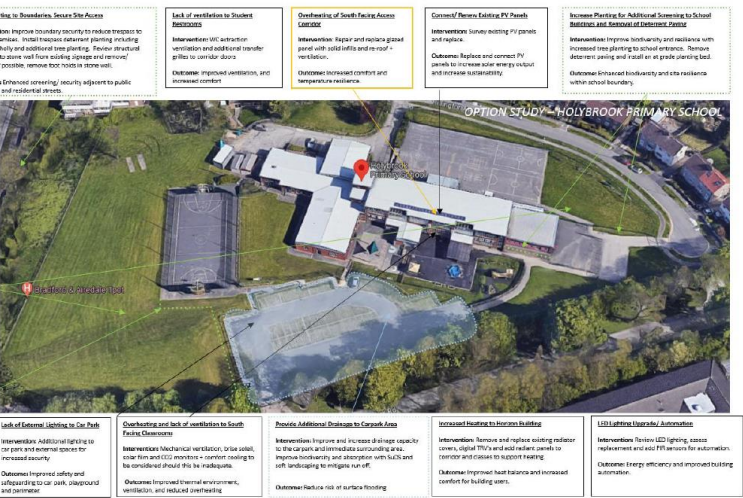 ting to Boundaries, Secure Site Access
ion: Improve boundary security to reduce trespass to
emises. Install trespass deterrent planting including
holly and additional tree planting. Review structural
to stone wall from existing signage and remove/
possible, remove foot holds in stone wall.
Enhanced screening/ security adjacent to public
and residential streets.
Lack of ventilation to Student
Restrooms
Intervention: WC extraction
ventilation and additional transfer
grilles to corridor doors
Outcome: Improved ventilation, and
increased comfort
Overheating of South Facing Access
Corridor
Intervention: Repair and replace glazed
panel with solid infills and re-roof +
ventilation.
Outcome: Increased comfort and
temperature resilience.
Connect/ Renew Existing PV Panels
Intervention: Survey existing PV panels
and replace.
Outcome: Replace and connect PV
panels to increase solar energy output
and increase sustainability.
Increase Planting for Additional Screening to School
Buildings and Removal of Deterrent Paving
Intervention: Improve biodiversity and resilience with
increased tree planting to school entrance. Remove
deterrent paving and install an at grade planting bed.
Outcome: Enhanced biodiversity and site resilience
within school boundary.
OPTION STUDY – HOLYBROOK PRIMARY SCHOOL
Holybrook
Primary School
Bradford & Airedale Tpct
Lack of External Lighting to Car Park
Intervention: Additional lighting to
car park and external spaces for
increased security
Outcome: Improved safety and
safeguarding to car park, playground
and perimeter
Overheating and lack of ventilation to South
Facing Classrooms
Intervention: Mechanical ventilation, brise soleil,
solar film and CO2 monitors + comfort cooling to
be considered should this be inadequate.
Outcome: Improved thermal environment,
ventilation, and reduced overheating
Provide Additional Drainage to Carpark Area
Intervention: Improve and increase drainage capacity
to the carpark and immediate surrounding area.
Improve biodiversity and absorption with SuDS and
soft landscaping to mitigate run off.
Outcome: Reduce risk of surface flooding
Increased Heating to Horizon Building
Intervention: Remove and replace existing radiator
covers, digital TRV's and add radiant panels to
corridor and classes to support heating.
Outcome: Improved heat balance and increased
comfort for building users.
LED Lighting Upgrade/ Automation
Intervention: Review LED lighting, assess
replacement and add PIR sensors for automation.
Outcome: Energy efficiency and improved building
automation.